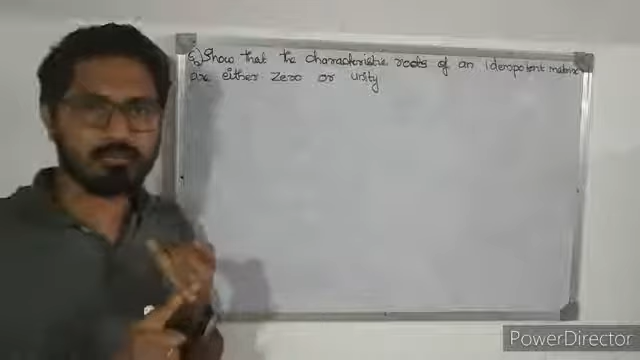 Q) Show that the characteristic roots of an idempotent matrix
are either zero or unity
PowerDirector